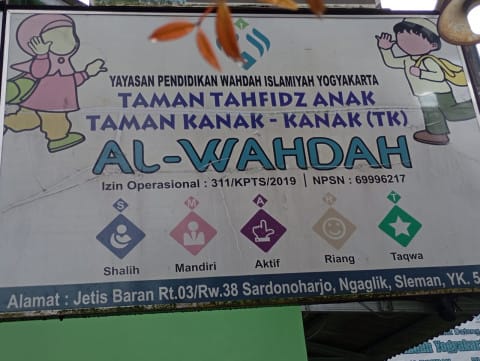 YAYASAN PENDIDIKAN WAHDAH ISLAMIYAH YOGYAKARTA
TAMAN TAHFIDZ ANAK
TAMAN KANAK - KANAK (TK)
AL-WAHDAH
Izin Operasional : 311/KPTS/2019 | NPSN : 69996217
S M A R T
Shalih Mandiri Aktif Riang Taqwa
Alamat : Jetis Baran Rt.03/Rw.38 Sardonoharjo, Ngaglik, Sleman, YK. 5